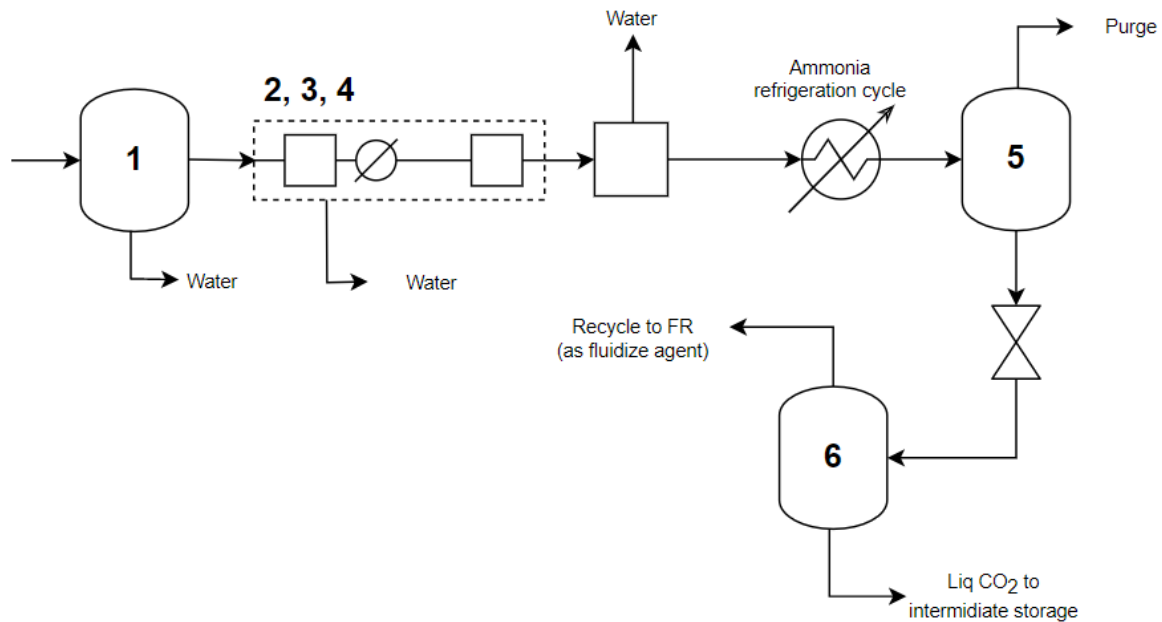 Water
Purge
Ammonia
refrigeration cycle
2, 3, 4
1
5
Water
Water
Recycle to FR
(as fluidize agent)
6
Liq CO₂ to
intermidiate storage